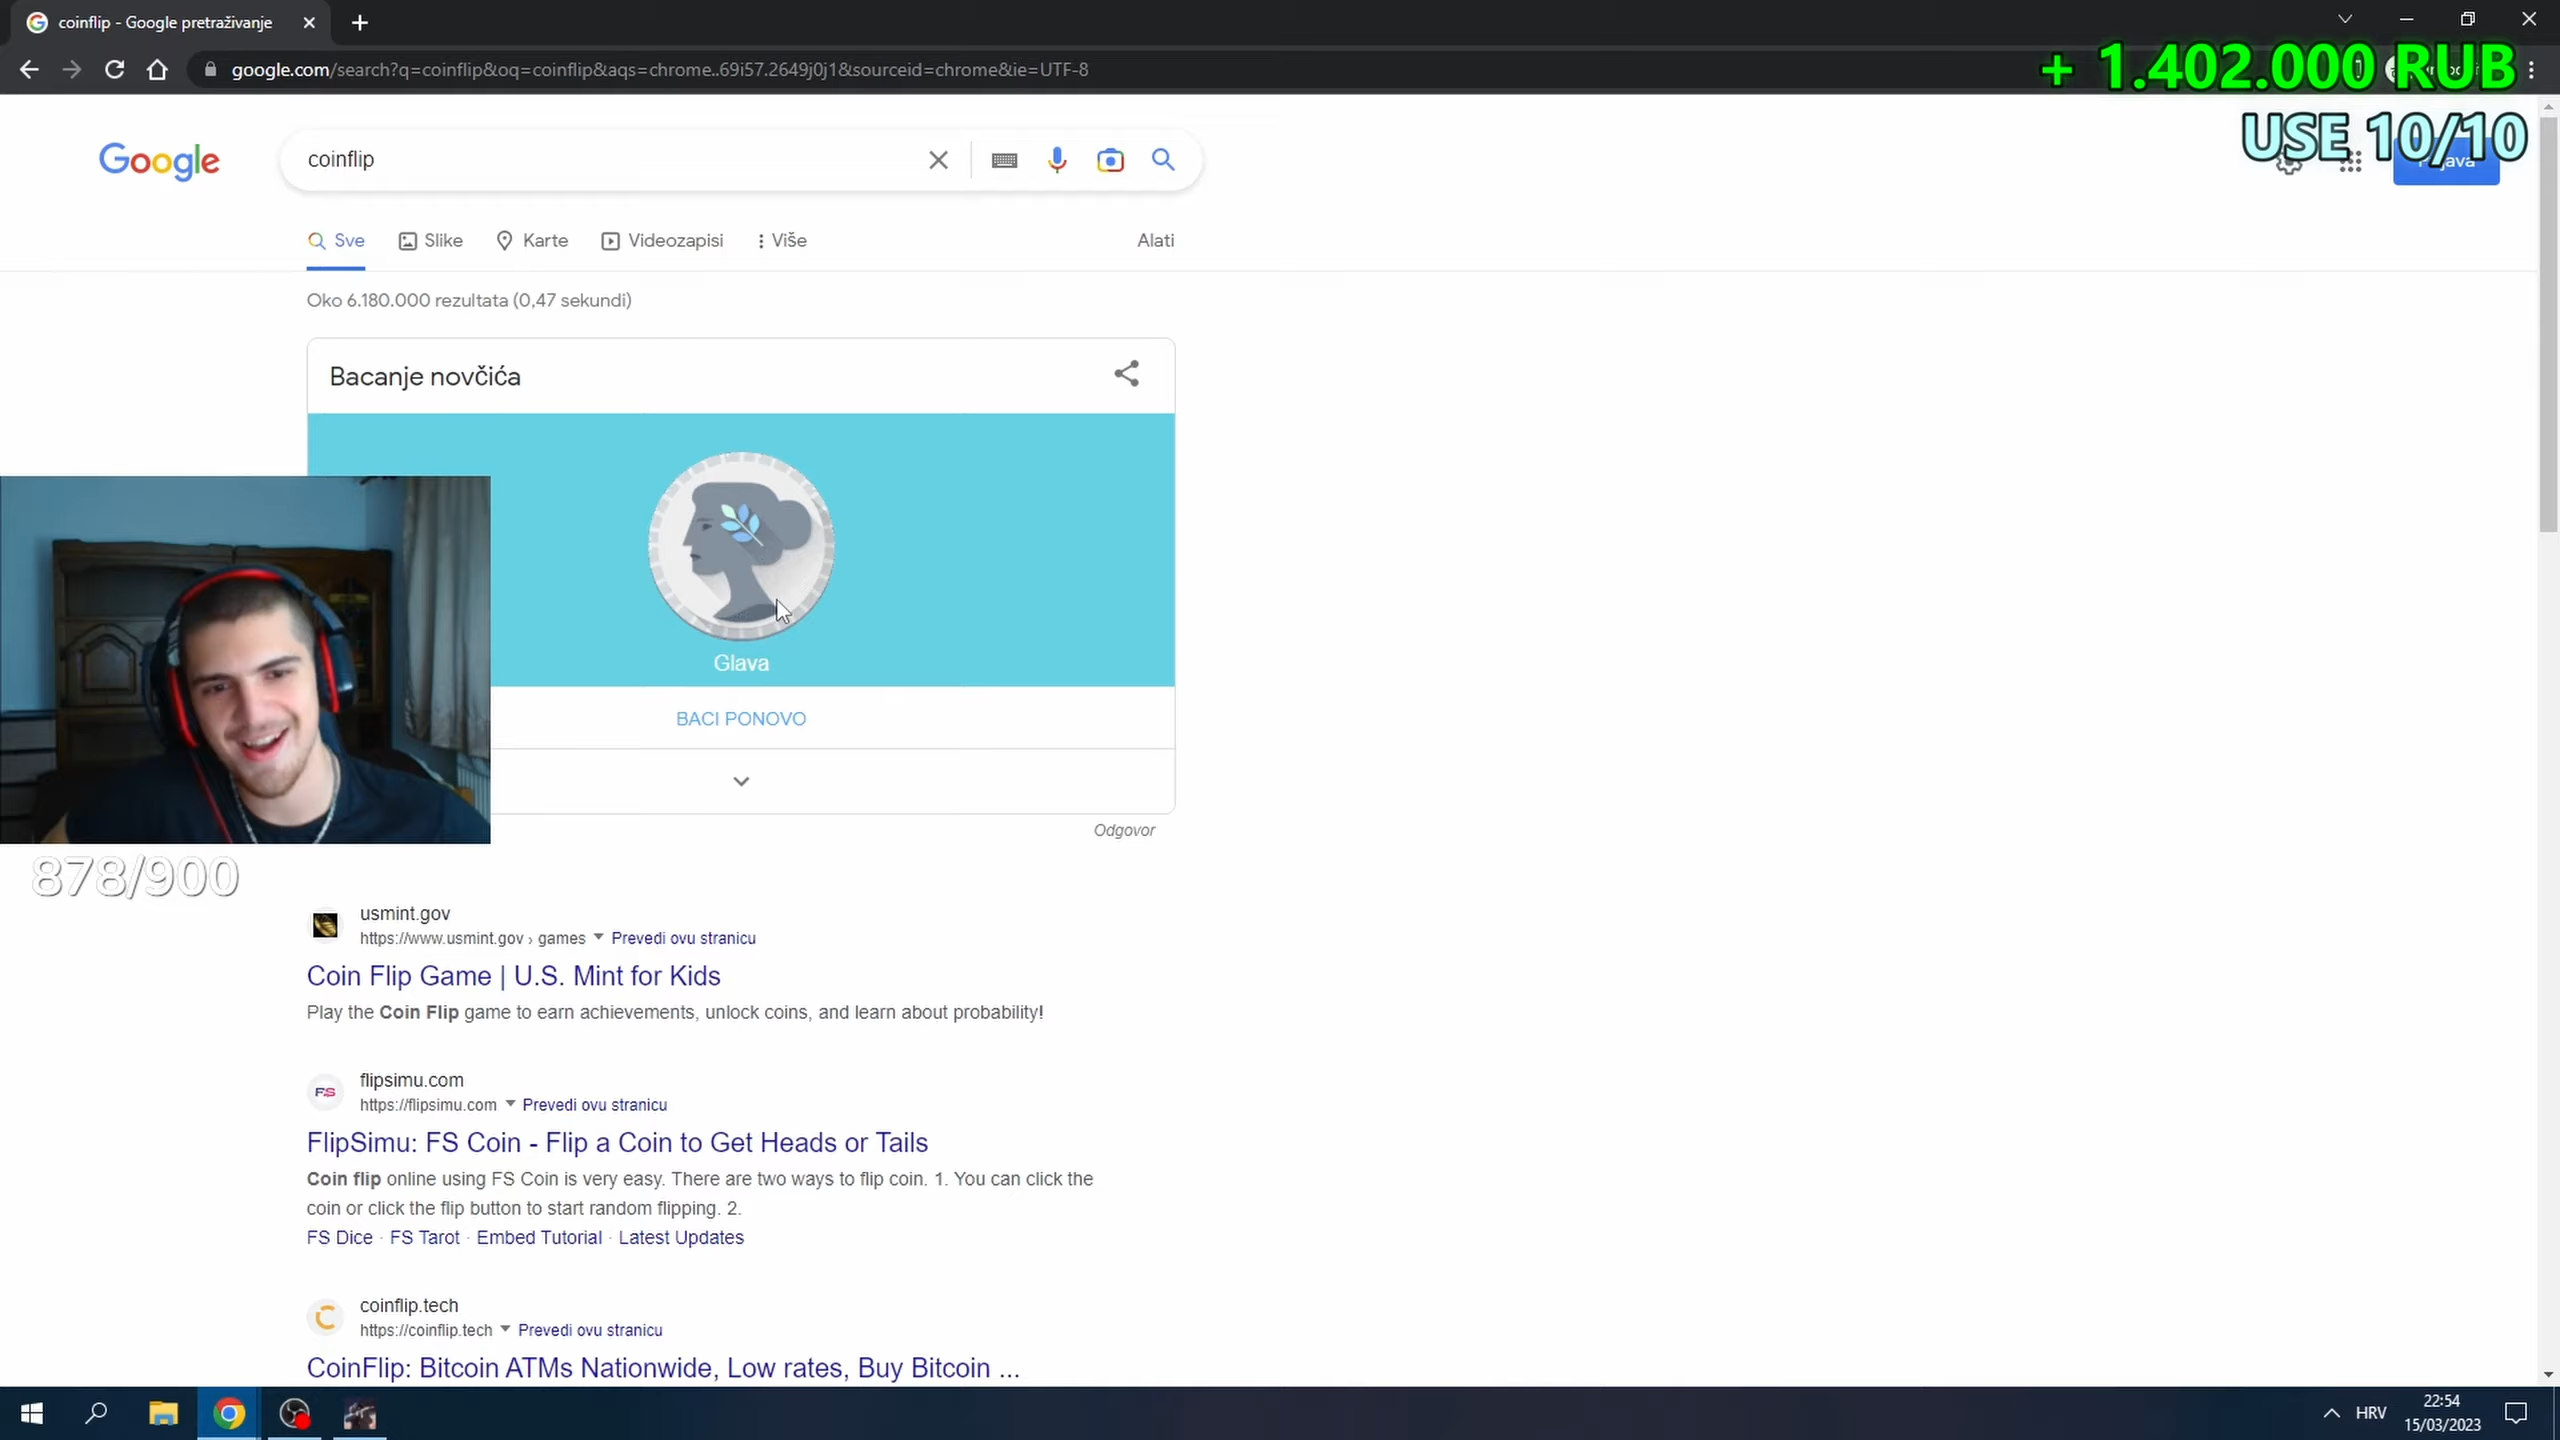 coinflip - Google pretraživanje
google.com/search?q=coinflip&oq=coinflip&aqs=chrome..69i57.2649j0j1&sourceid=chrome&ie=UTF-8
+ 1.402.000 RUB
USE 10/10
Google
coinflip
Sve
Slike
Karte
Videozapisi
Više
Alati
Oko 6.180.000 rezultata (0,47 sekundi)
Bacanje novčića
Glava
BACI PONOVO
Odgovor
878/900
usmint.gov
https://www.usmint.gov › games
Prevedi ovu stranicu
Coin Flip Game | U.S. Mint for Kids
Play the Coin Flip game to earn achievements, unlock coins, and learn about probability!
FS
flipsimu.com
https://flipsimu.com
Prevedi ovu stranicu
FlipSimu: FS Coin - Flip a Coin to Get Heads or Tails
Coin flip online using FS Coin is very easy. There are two ways to flip coin. 1. You can click the
coin or click the flip button to start random flipping. 2.
FS Dice · FS Tarot · Embed Tutorial · Latest Updates
coinflip.tech
https://coinflip.tech
Prevedi ovu stranicu
CoinFlip: Bitcoin ATMs Nationwide, Low rates, Buy Bitcoin ...
HRV
22:54
15/03/2023